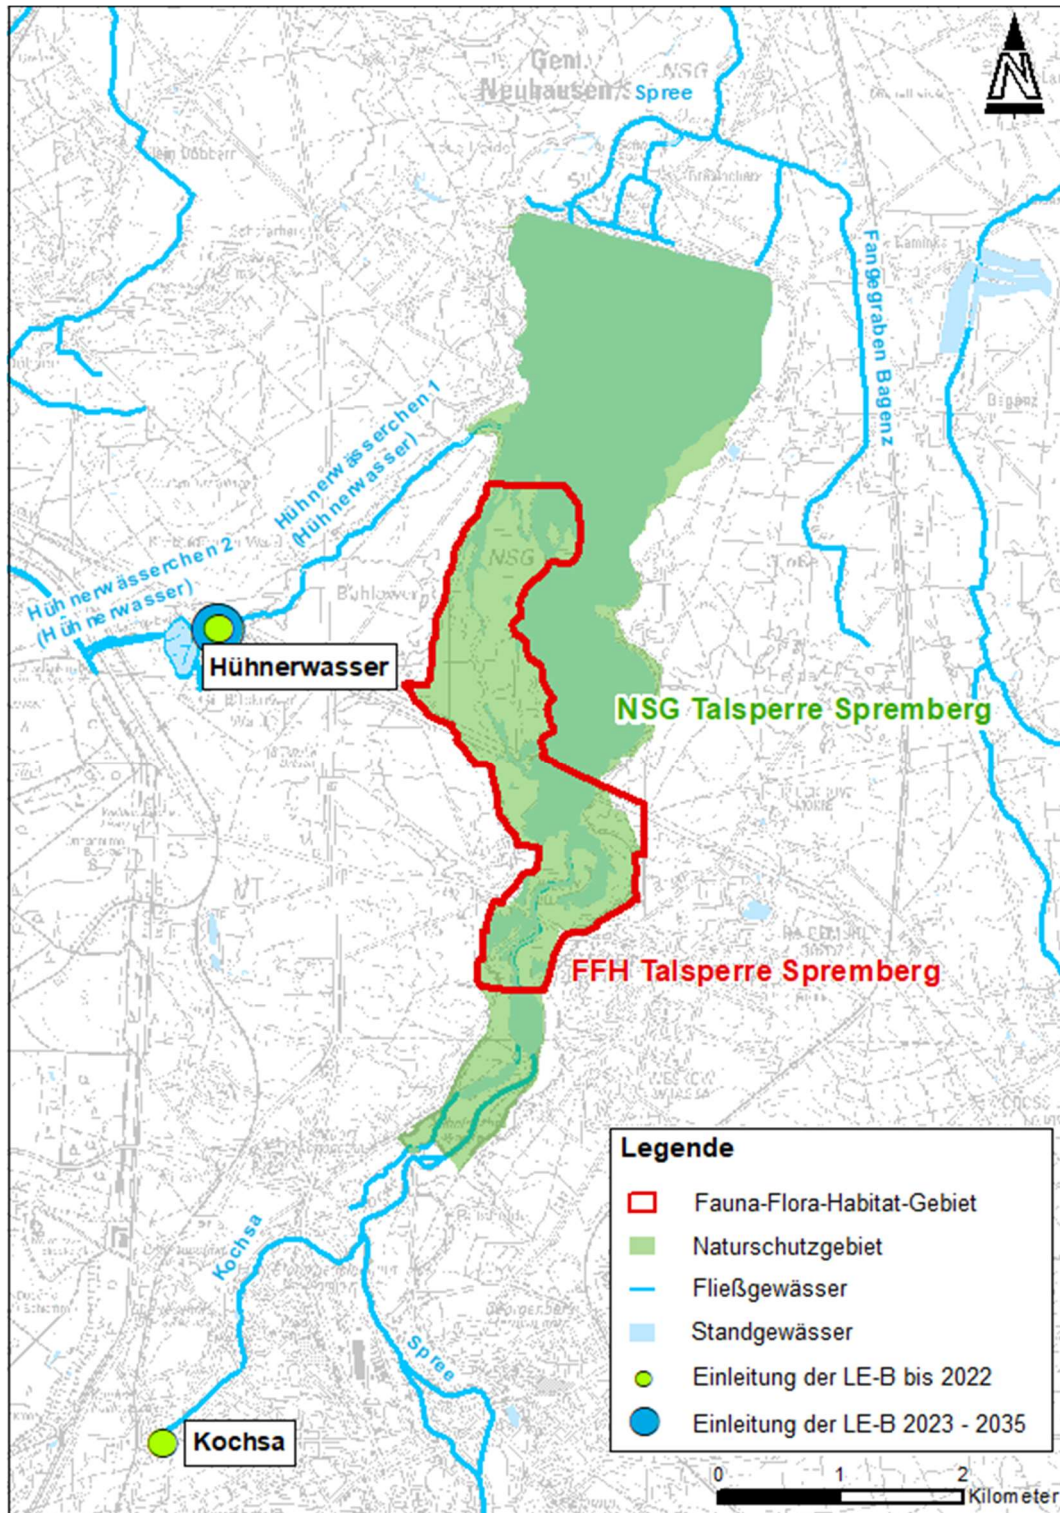 N
Gem.
Neuhausen/S
NSG
Spree
Fangegraben Bagenz
Hühnerwässerchen 1
(Hühnerwasser)
Hühnerwässerchen 2
(Hühnerwasser)
NSG
Hühnerwasser
NSG Talsperre Spremberg
FFH Talsperre Spremberg
Kochsa
Spree
Kochsa
Legende
Fauna-Flora-Habitat-Gebiet
Naturschutzgebiet
Fließgewässer
Standgewässer
Einleitung der LE-B bis 2022
Einleitung der LE-B 2023 - 2035
0 1 2
Kilometer